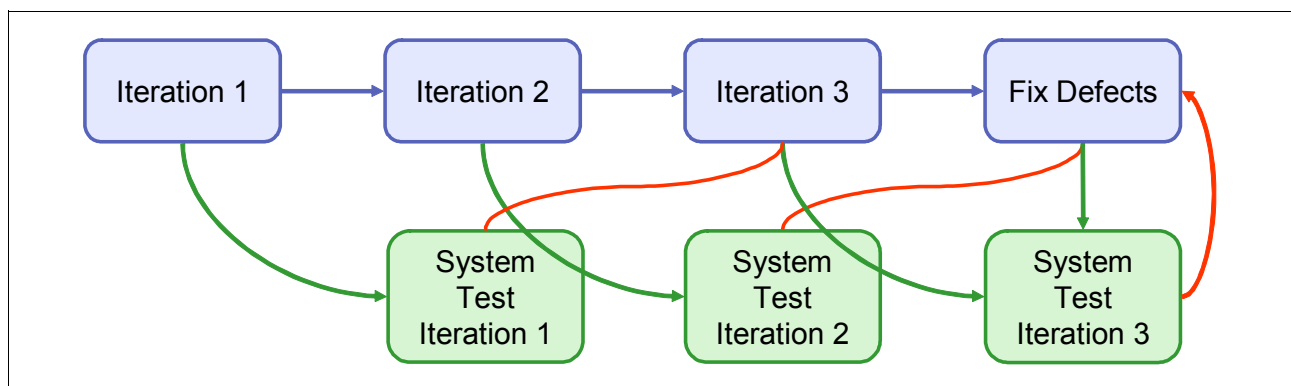 Iteration 1
Iteration 2
Iteration 3
Fix Defects
System
Test
Iteration 1
System
Test
Iteration 2
System
Test
Iteration 3